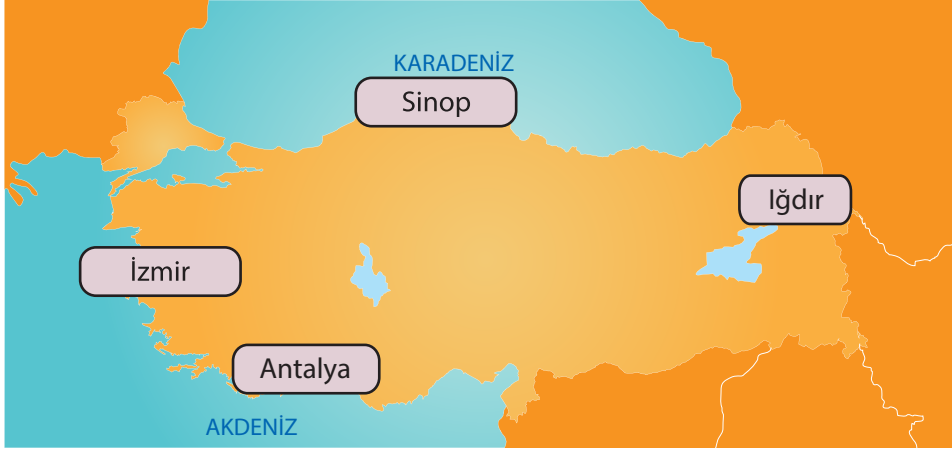 KARADENİZ
Sinop
Iğdır
İzmir
Antalya
AKDENİZ